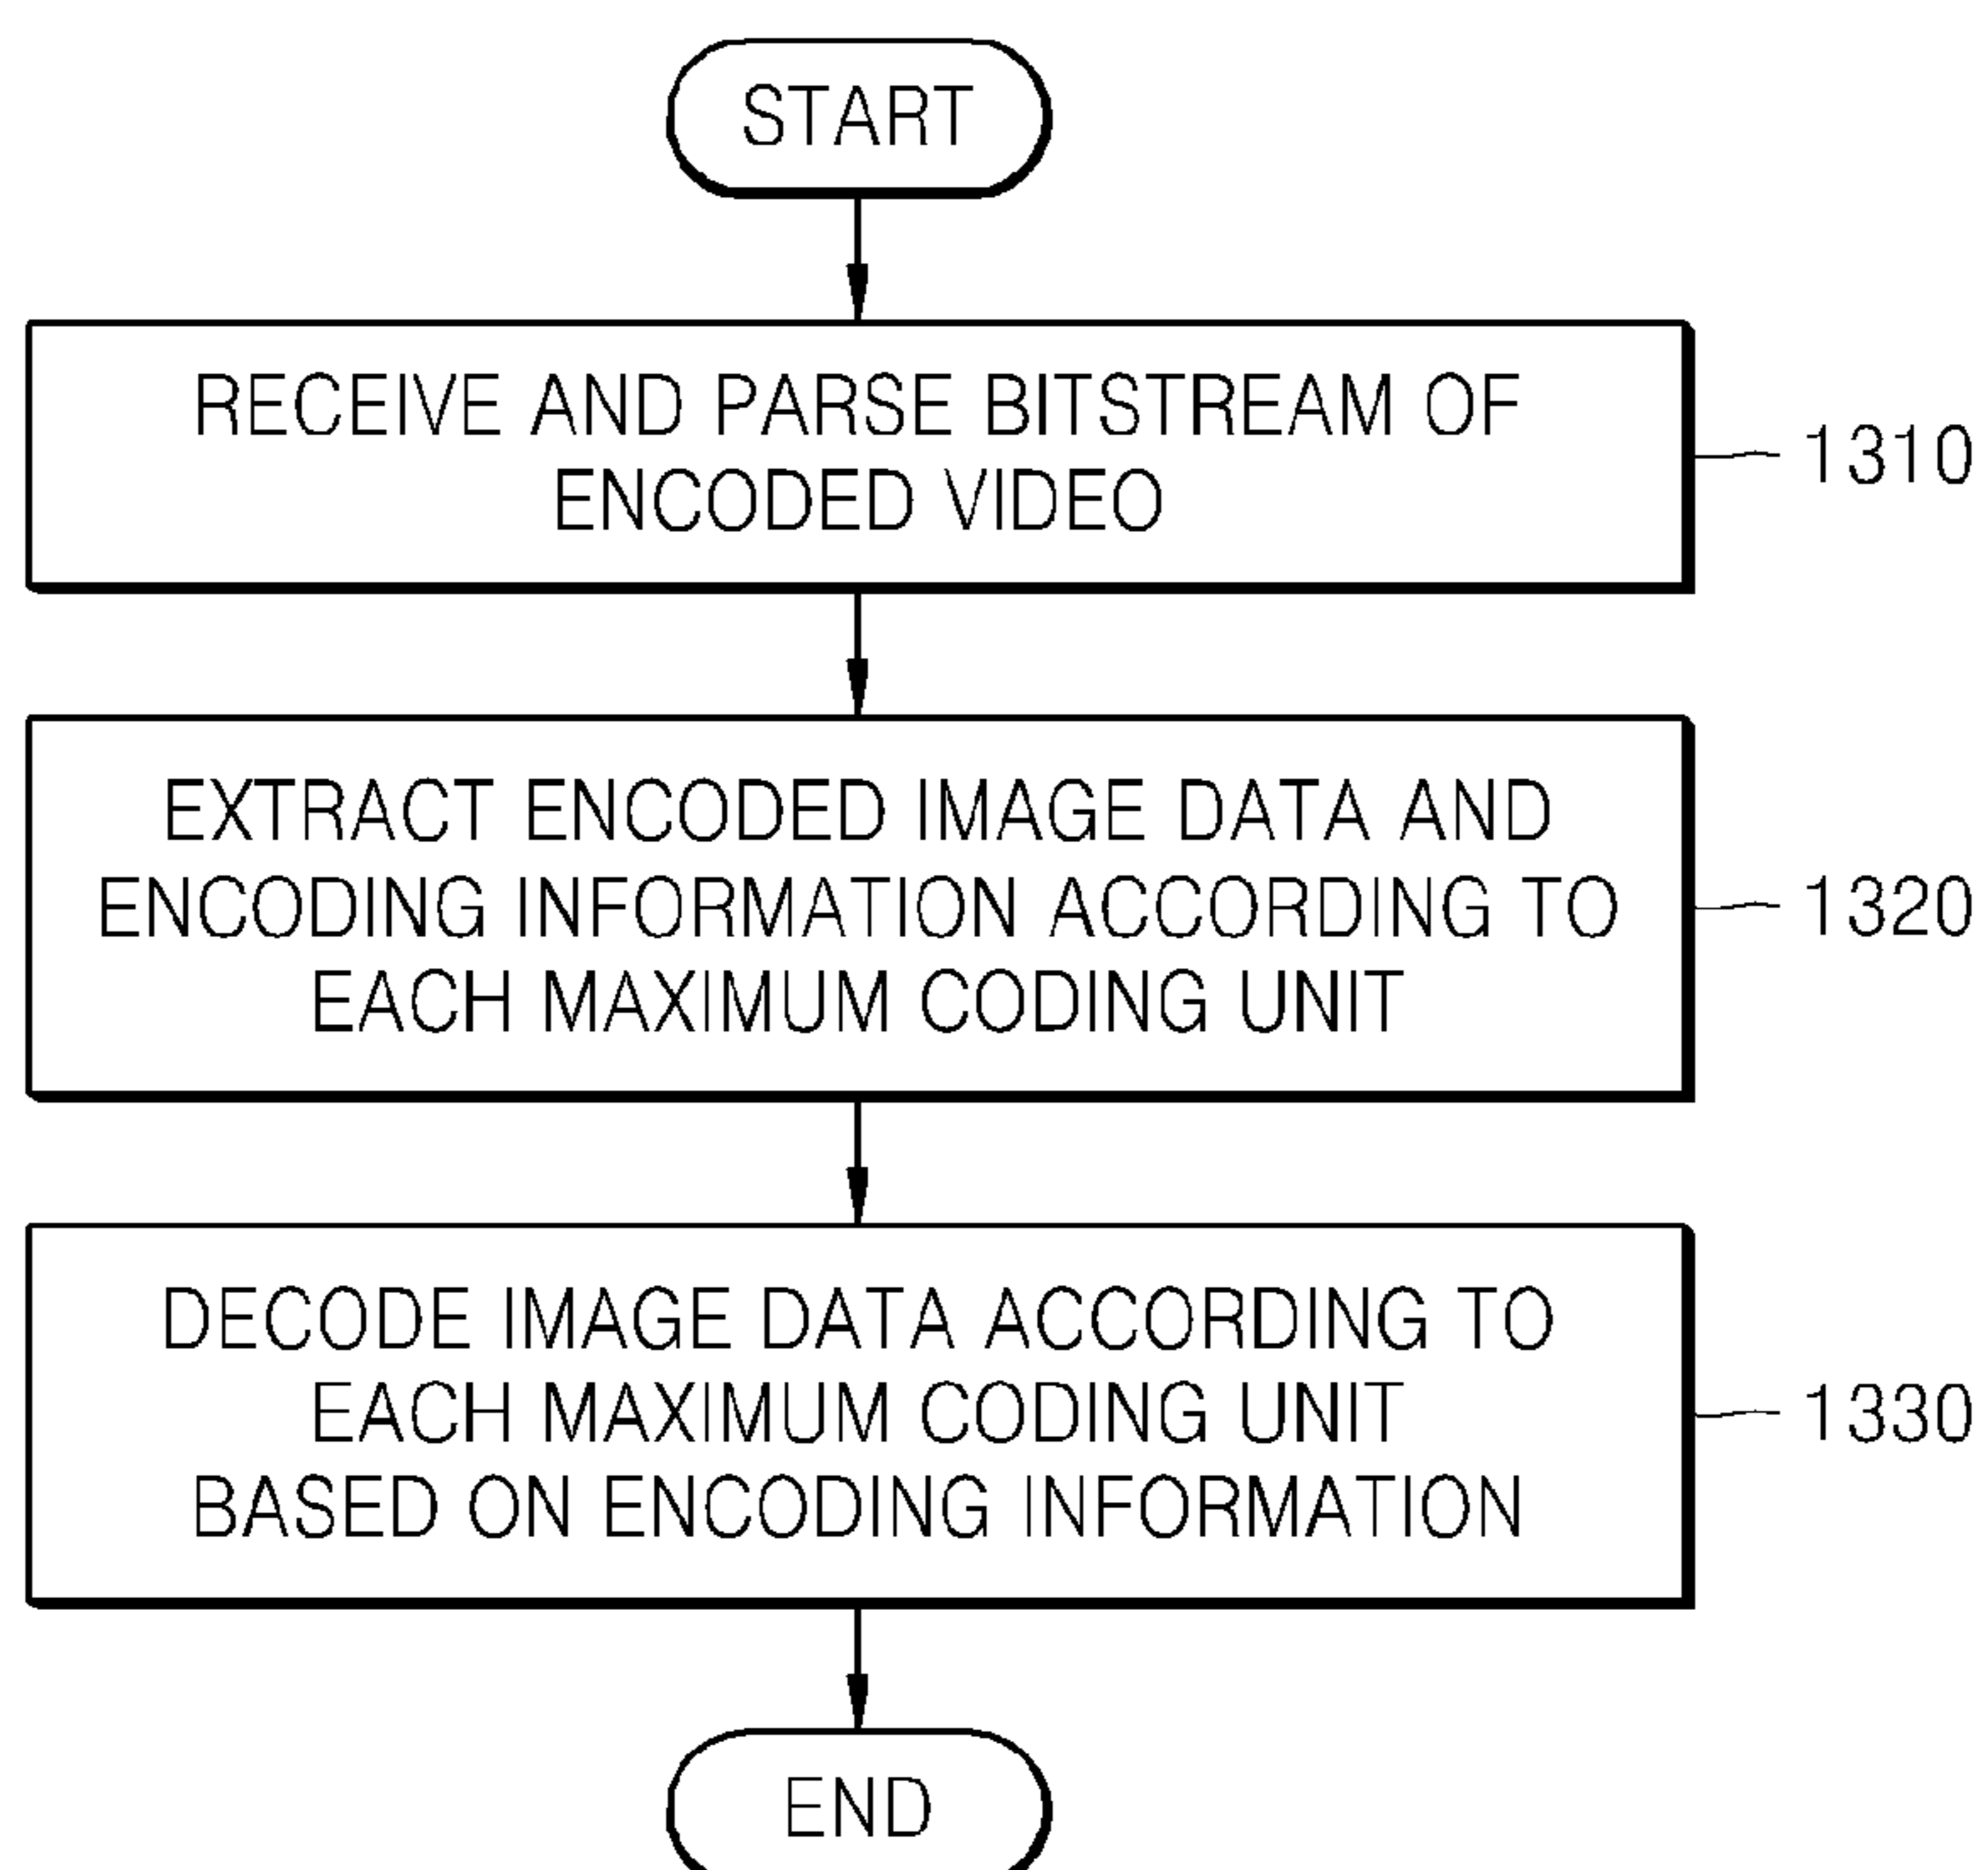 START
RECEIVE AND PARSE BITSTREAM OF
ENCODED VIDEO
1310
EXTRACT ENCODED IMAGE DATA AND
ENCODING INFORMATION ACCORDING TO
EACH MAXIMUM CODING UNIT
1320
DECODE IMAGE DATA ACCORDING TO
EACH MAXIMUM CODING UNIT
BASED ON ENCODING INFORMATION
1330
END